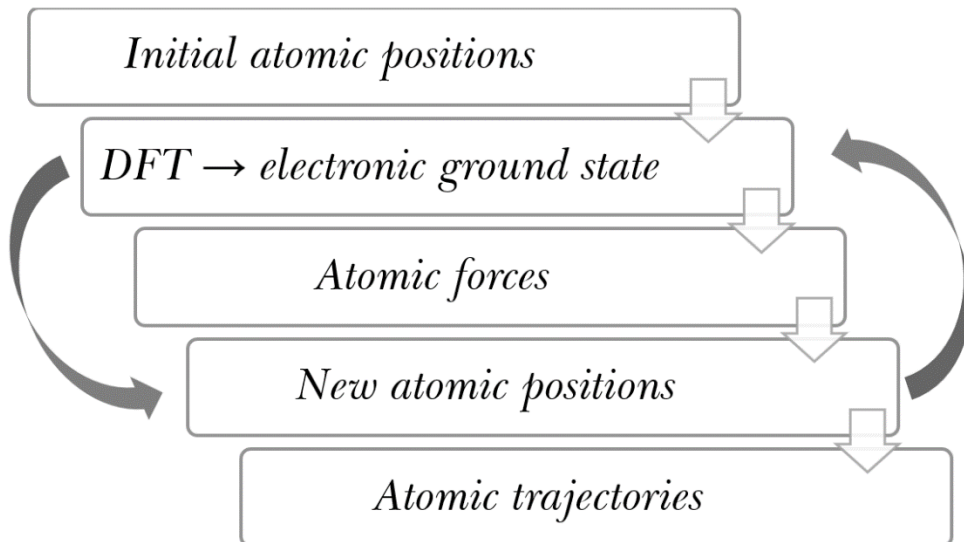 Initial atomic positions
DFT → electronic ground state
Atomic forces
New atomic positions
Atomic trajectories